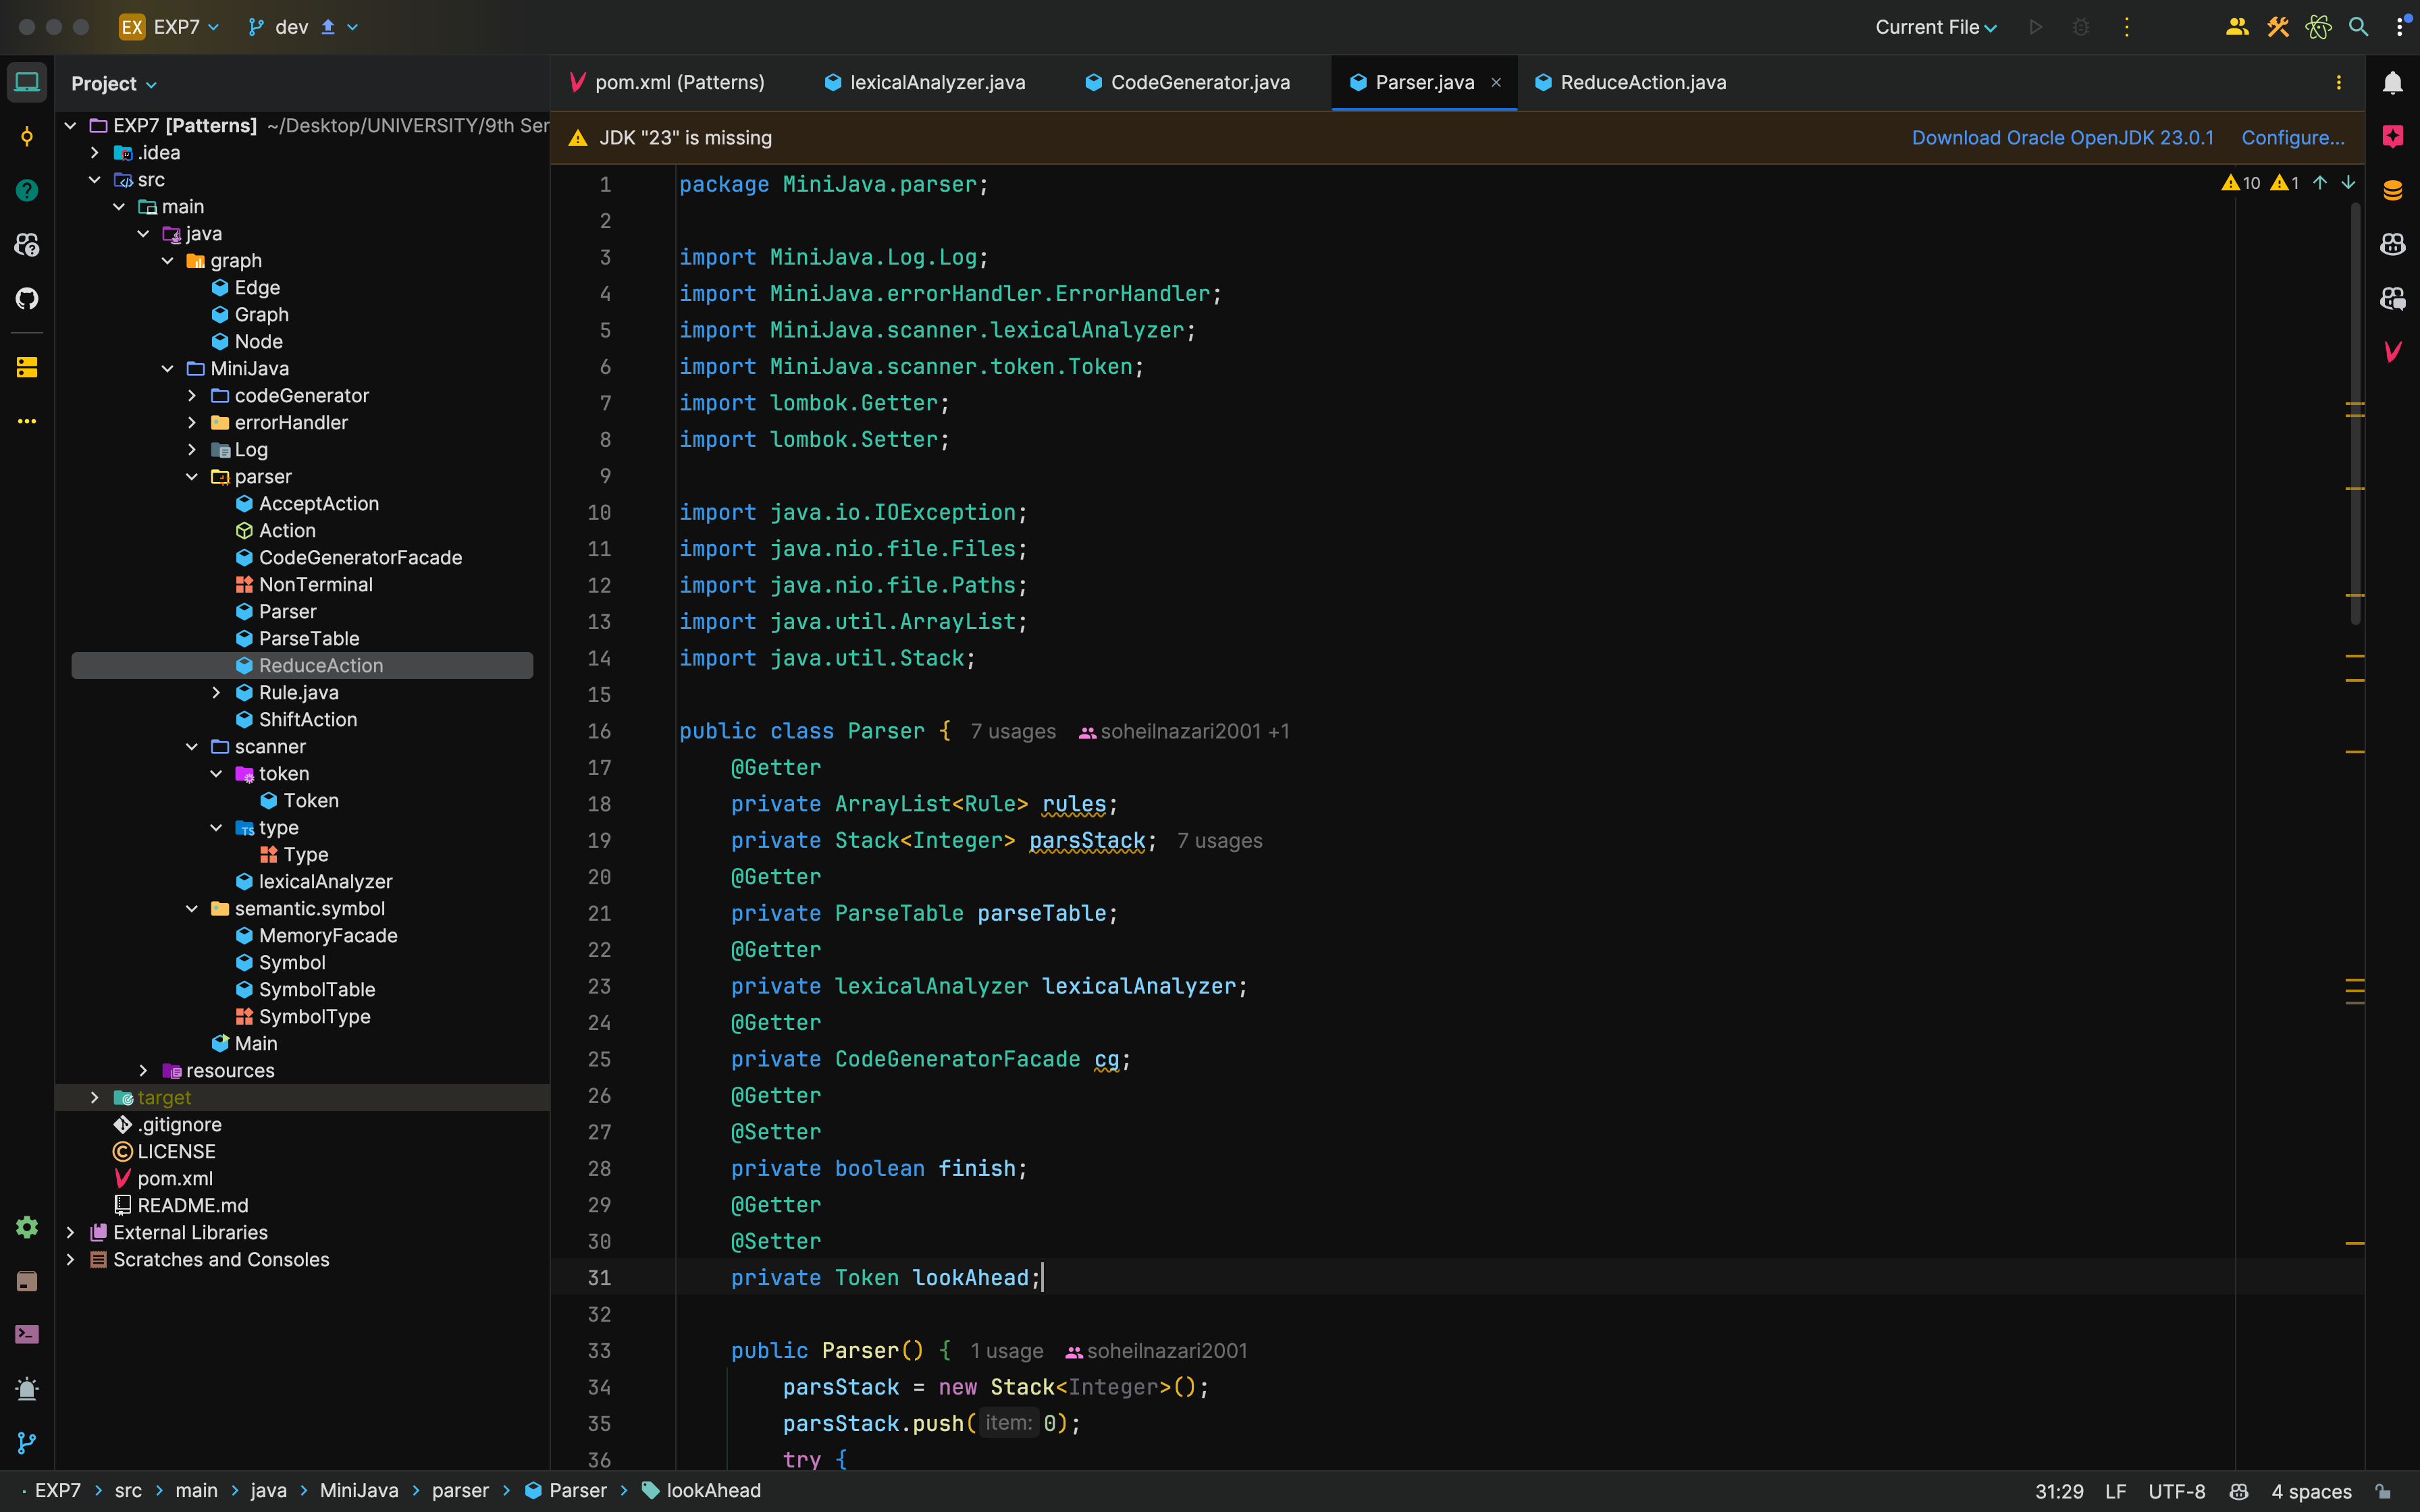 EX EXP7 dev
Current File
Project
EXP7 [Patterns] ~/Desktop/UNIVERSITY/9th Ser
.idea
src
main
java
graph
Edge
Graph
Node
MiniJava
codeGenerator
errorHandler
Log
parser
AcceptAction
Action
CodeGeneratorFacade
NonTerminal
Parser
ParseTable
ReduceAction
Rule.java
ShiftAction
scanner
token
Token
type
Type
lexicalAnalyzer
semantic.symbol
MemoryFacade
Symbol
SymbolTable
SymbolType
Main
resources
target
.gitignore
LICENSE
pom.xml
README.md
External Libraries
Scratches and Consoles
pom.xml (Patterns) lexicalAnalyzer.java CodeGenerator.java Parser.java ReduceAction.java
JDK "23" is missing Download Oracle OpenJDK 23.0.1 Configure...
10 1
1 package MiniJava.parser;
2
3 import MiniJava.Log.Log;
4 import MiniJava.errorHandler.ErrorHandler;
5 import MiniJava.scanner.lexicalAnalyzer;
6 import MiniJava.scanner.token.Token;
7 import lombok.Getter;
8 import lombok.Setter;
9
10 import java.io.IOException;
11 import java.nio.file.Files;
12 import java.nio.file.Paths;
13 import java.util.ArrayList;
14 import java.util.Stack;
15
16 public class Parser { 7 usages soheilnazari2001 +1
17 @Getter
18 private ArrayList<Rule> rules;
19 private Stack<Integer> parsStack; 7 usages
20 @Getter
21 private ParseTable parseTable;
22 @Getter
23 private lexicalAnalyzer lexicalAnalyzer;
24 @Getter
25 private CodeGeneratorFacade cg;
26 @Getter
27 @Setter
28 private boolean finish;
29 @Getter
30 @Setter
31 private Token lookAhead;
32
33 public Parser() { 1 usage soheilnazari2001
34 parsStack = new Stack<Integer>();
35 parsStack.push( item: 0);
36 try {
EXP7 > src > main > java > MiniJava > parser > Parser > lookAhead
31:29 LF UTF-8 4 spaces